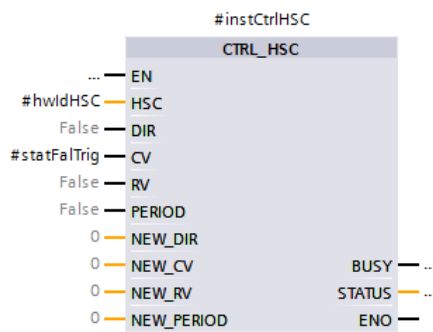 #instCtrlHSC
CTRL_HSC
... EN
#hwIdHSC HSC
False DIR
#statFalTrig CV
False RV
False PERIOD
0 NEW_DIR
0 NEW_CV BUSY ...
0 NEW_RV STATUS ...
0 NEW_PERIOD ENO